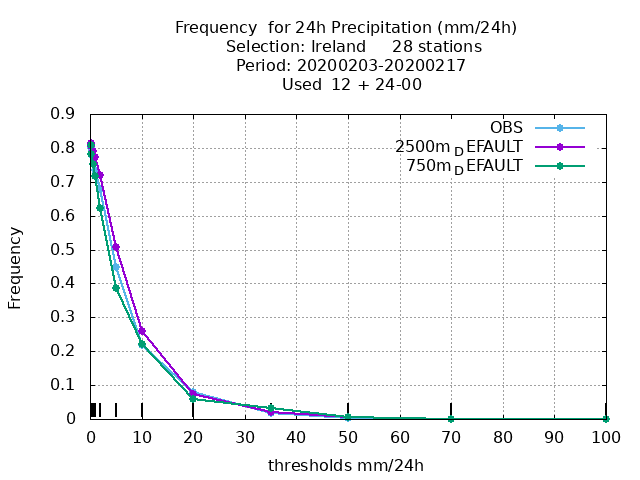 Frequency  for 24h Precipitation (mm/24h)
Selection: Ireland     28 stations
Period: 20200203-20200217
Used  12 + 24-00
OBS
2500m_DEFAULT
750m_DEFAULT
0.9
0.8
0.7
0.6
0.5
0.4
0.3
0.2
0.1
0
Frequency
0 10 20 30 40 50 60 70 80 90 100
thresholds mm/24h